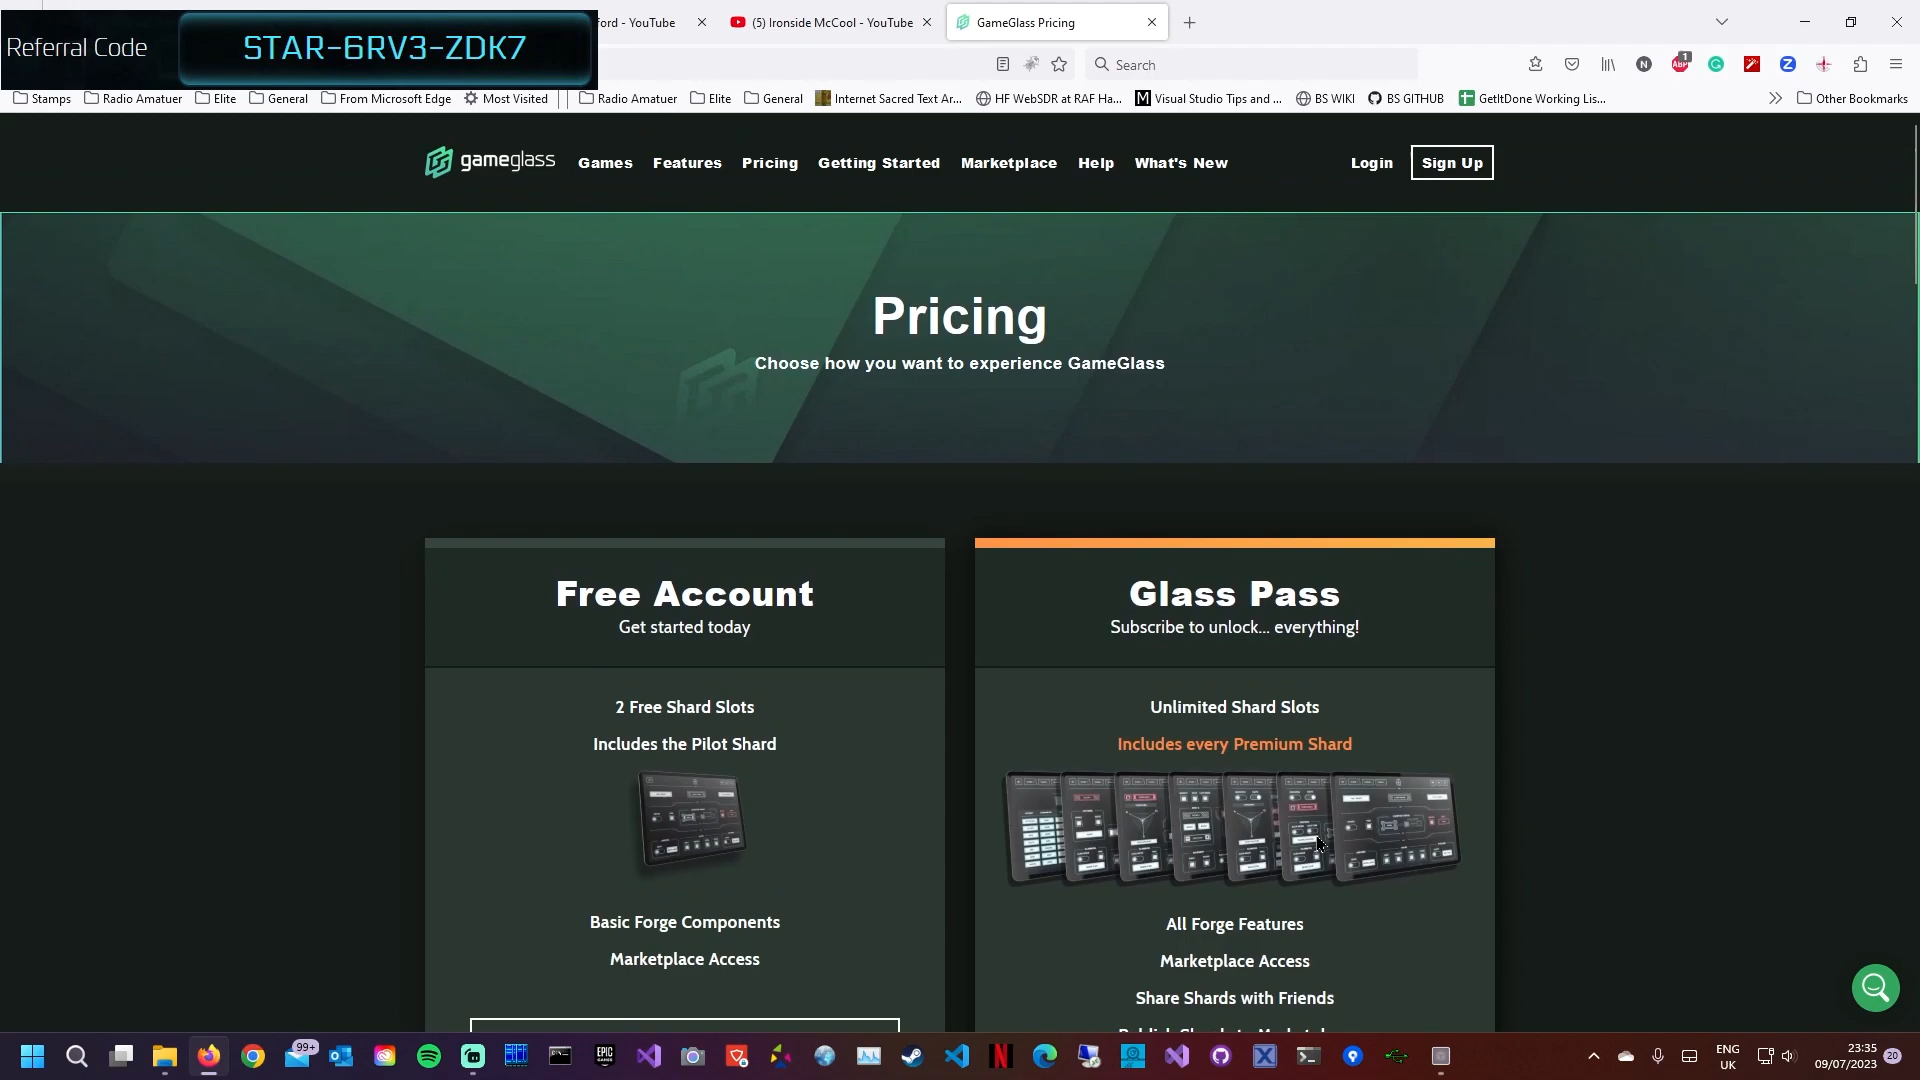 Referral Code
STAR-6RV3-ZDK7
ford - YouTube
(5) Ironside McCool - YouTube
GameGlass Pricing
Search
1
ABP
N
Z
Stamps
Radio Amatuer
Elite
General
From Microsoft Edge
Most Visited
Radio Amatuer
Elite
General
Internet Sacred Text Ar...
HF WebSDR at RAF Ha...
Visual Studio Tips and ...
BS WIKI
BS GITHUB
GetItDone Working Lis...
Other Bookmarks
gameglass
Games
Features
Pricing
Getting Started
Marketplace
Help
What's New
Login
Sign Up
Pricing
Choose how you want to experience GameGlass
Free Account
Get started today
2 Free Shard Slots
Includes the Pilot Shard
Basic Forge Components
Marketplace Access
Glass Pass
Subscribe to unlock... everything!
Unlimited Shard Slots
Includes every Premium Shard
All Forge Features
Marketplace Access
Share Shards with Friends
99+
EPIC
ENG
UK
23:35
09/07/2023
20